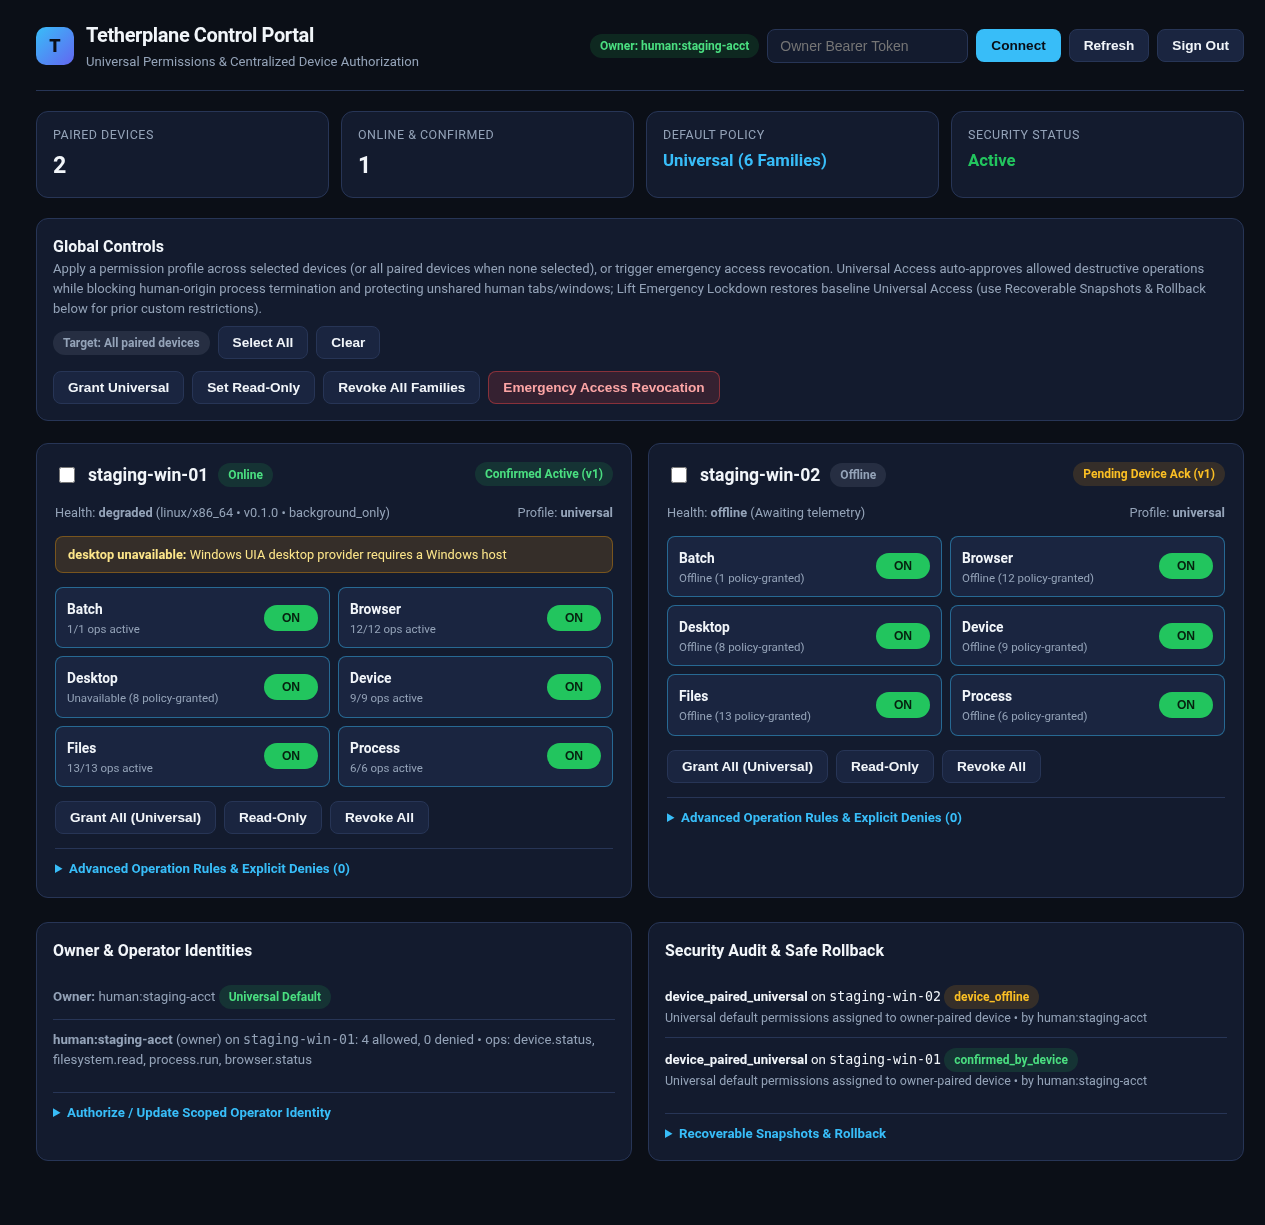 T
Tetherplane Control Portal
Universal Permissions & Centralized Device Authorization
Owner: human:staging-acct
Owner Bearer Token
Connect
Refresh
Sign Out
PAIRED DEVICES
2
ONLINE & CONFIRMED
1
DEFAULT POLICY
Universal (6 Families)
SECURITY STATUS
Active
Global Controls
Apply a permission profile across selected devices (or all paired devices when none selected), or trigger emergency access revocation. Universal Access auto-approves allowed destructive operations
while blocking human-origin process termination and protecting unshared human tabs/windows; Lift Emergency Lockdown restores baseline Universal Access (use Recoverable Snapshots & Rollback
below for prior custom restrictions).
Target: All paired devices
Select All
Clear
Grant Universal
Set Read-Only
Revoke All Families
Emergency Access Revocation
staging-win-01
Online
Confirmed Active (v1)
Health: degraded (linux/x86_64 • v0.1.0 • background_only)
Profile: universal
desktop unavailable: Windows UIA desktop provider requires a Windows host
Batch
1/1 ops active
ON
Browser
12/12 ops active
ON
Desktop
Unavailable (8 policy-granted)
ON
Device
9/9 ops active
ON
Files
13/13 ops active
ON
Process
6/6 ops active
ON
Grant All (Universal)
Read-Only
Revoke All
Advanced Operation Rules & Explicit Denies (0)
staging-win-02
Offline
Pending Device Ack (v1)
Health: offline (Awaiting telemetry)
Profile: universal
Batch
Offline (1 policy-granted)
ON
Browser
Offline (12 policy-granted)
ON
Desktop
Offline (8 policy-granted)
ON
Device
Offline (9 policy-granted)
ON
Files
Offline (13 policy-granted)
ON
Process
Offline (6 policy-granted)
ON
Grant All (Universal)
Read-Only
Revoke All
Advanced Operation Rules & Explicit Denies (0)
Owner & Operator Identities
Owner: human:staging-acct Universal Default
human:staging-acct (owner) on staging-win-01: 4 allowed, 0 denied • ops: device.status,
filesystem.read, process.run, browser.status
Authorize / Update Scoped Operator Identity
Security Audit & Safe Rollback
device_paired_universal on staging-win-02 device_offline
Universal default permissions assigned to owner-paired device • by human:staging-acct
device_paired_universal on staging-win-01 confirmed_by_device
Universal default permissions assigned to owner-paired device • by human:staging-acct
Recoverable Snapshots & Rollback